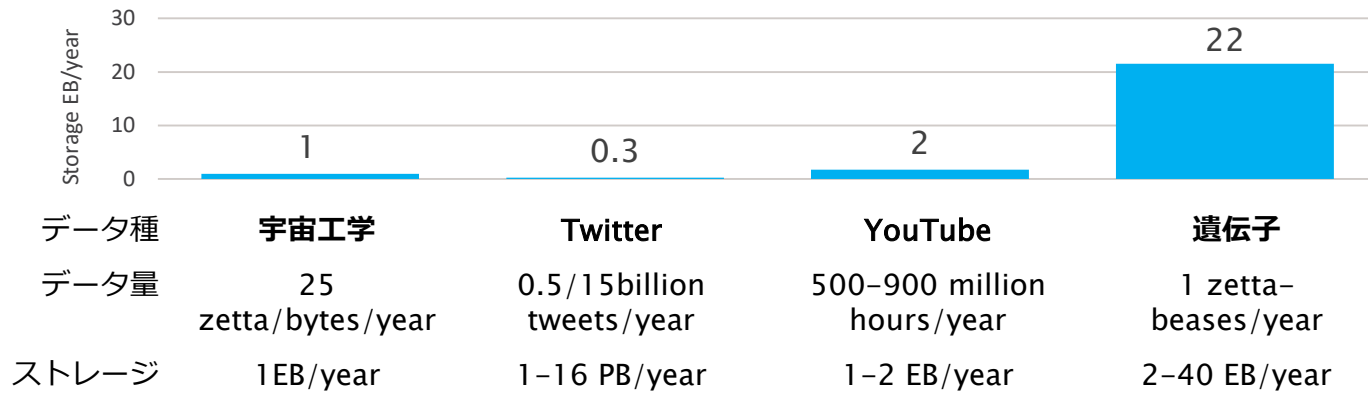 Storage EB/year
30
20
10
0
1
0.3
2
22
データ種 宇宙工学 Twitter YouTube 遺伝子
データ量 25 0.5/15billion 500-900 million 1 zetta-
zetta/bytes/year tweets/year hours/year beases/year
ストレージ 1EB/year 1-16 PB/year 1-2 EB/year 2-40 EB/year